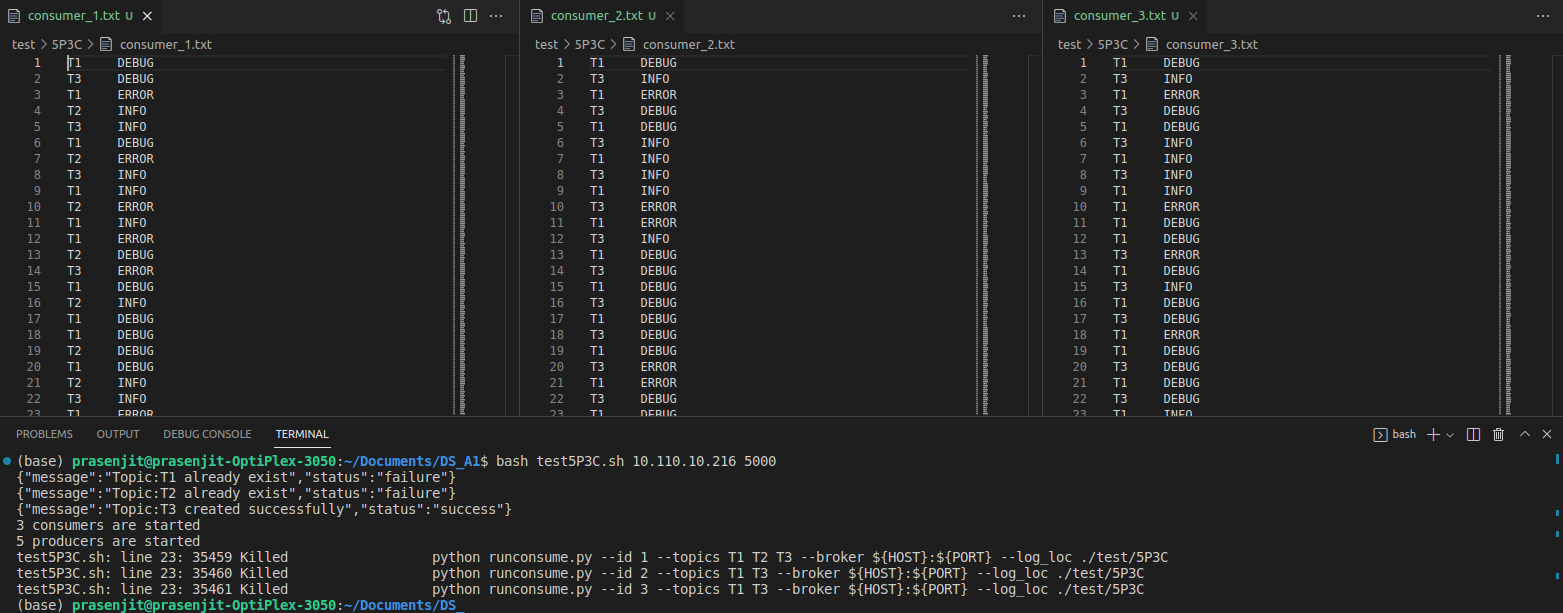 consumer_1.txt U
test > 5P3C > consumer_1.txt
1 T1 DEBUG
2 T3 DEBUG
3 T1 ERROR
4 T2 INFO
5 T3 INFO
6 T1 DEBUG
7 T2 ERROR
8 T3 INFO
9 T1 INFO
10 T2 ERROR
11 T1 INFO
12 T1 ERROR
13 T2 DEBUG
14 T3 ERROR
15 T1 DEBUG
16 T2 INFO
17 T1 DEBUG
18 T1 DEBUG
19 T2 DEBUG
20 T1 DEBUG
21 T2 INFO
22 T3 INFO
23 T1 ERROR
consumer_2.txt U
test > 5P3C > consumer_2.txt
1 T1 DEBUG
2 T3 INFO
3 T1 ERROR
4 T3 DEBUG
5 T1 DEBUG
6 T3 INFO
7 T1 INFO
8 T3 INFO
9 T1 INFO
10 T3 ERROR
11 T1 ERROR
12 T3 INFO
13 T1 DEBUG
14 T3 DEBUG
15 T1 DEBUG
16 T3 DEBUG
17 T1 DEBUG
18 T3 DEBUG
19 T1 DEBUG
20 T3 ERROR
21 T1 ERROR
22 T3 DEBUG
23 T1 DEBUG
consumer_3.txt U
test > 5P3C > consumer_3.txt
1 T1 DEBUG
2 T3 INFO
3 T1 ERROR
4 T3 DEBUG
5 T1 DEBUG
6 T3 INFO
7 T1 INFO
8 T3 INFO
9 T1 INFO
10 T1 ERROR
11 T1 DEBUG
12 T1 DEBUG
13 T3 ERROR
14 T1 DEBUG
15 T3 INFO
16 T1 DEBUG
17 T3 DEBUG
18 T1 ERROR
19 T1 DEBUG
20 T3 DEBUG
21 T1 DEBUG
22 T3 DEBUG
23 T1 INFO
PROBLEMS OUTPUT DEBUG CONSOLE TERMINAL bash
(base) prasenjit@prasenjit-OptiPlex-3050:~/Documents/DS_A1$ bash test5P3C.sh 10.110.10.216 5000
{"message":"Topic:T1 already exist","status":"failure"}
{"message":"Topic:T2 already exist","status":"failure"}
{"message":"Topic:T3 created successfully","status":"success"}
3 consumers are started
5 producers are started
test5P3C.sh: line 23: 35459 Killed python runconsume.py --id 1 --topics T1 T2 T3 --broker ${HOST}:${PORT} --log_loc ./test/5P3C
test5P3C.sh: line 23: 35460 Killed python runconsume.py --id 2 --topics T1 T3 --broker ${HOST}:${PORT} --log_loc ./test/5P3C
test5P3C.sh: line 23: 35461 Killed python runconsume.py --id 3 --topics T1 T3 --broker ${HOST}:${PORT} --log_loc ./test/5P3C
(base) prasenjit@prasenjit-OptiPlex-3050:~/Documents/DS_